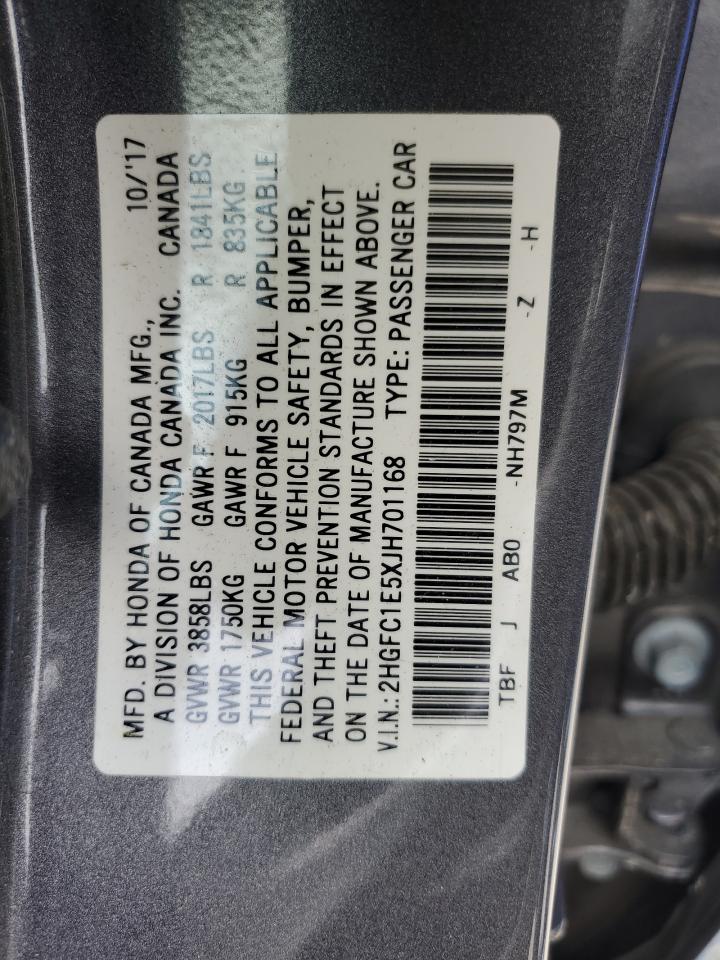 MFD. BY HONDA OF CANADA MFG., 10/'17
A DIVISION OF HONDA CANADA INC. CANADA
GVWR 3858LBS GAWR F 2017LBS R 1841LBS
GVWR 1750KG GAWR F 915KG R 835KG
THIS VEHICLE CONFORMS TO ALL APPLICABLE
FEDERAL MOTOR VEHICLE SAFETY, BUMPER,
AND THEFT PREVENTION STANDARDS IN EFFECT
ON THE DATE OF MANUFACTURE SHOWN ABOVE.
V.I.N.: 2HGFC1E5XJH701168 TYPE: PASSENGER CAR
TBF J AB0 -NH797M -Z -H